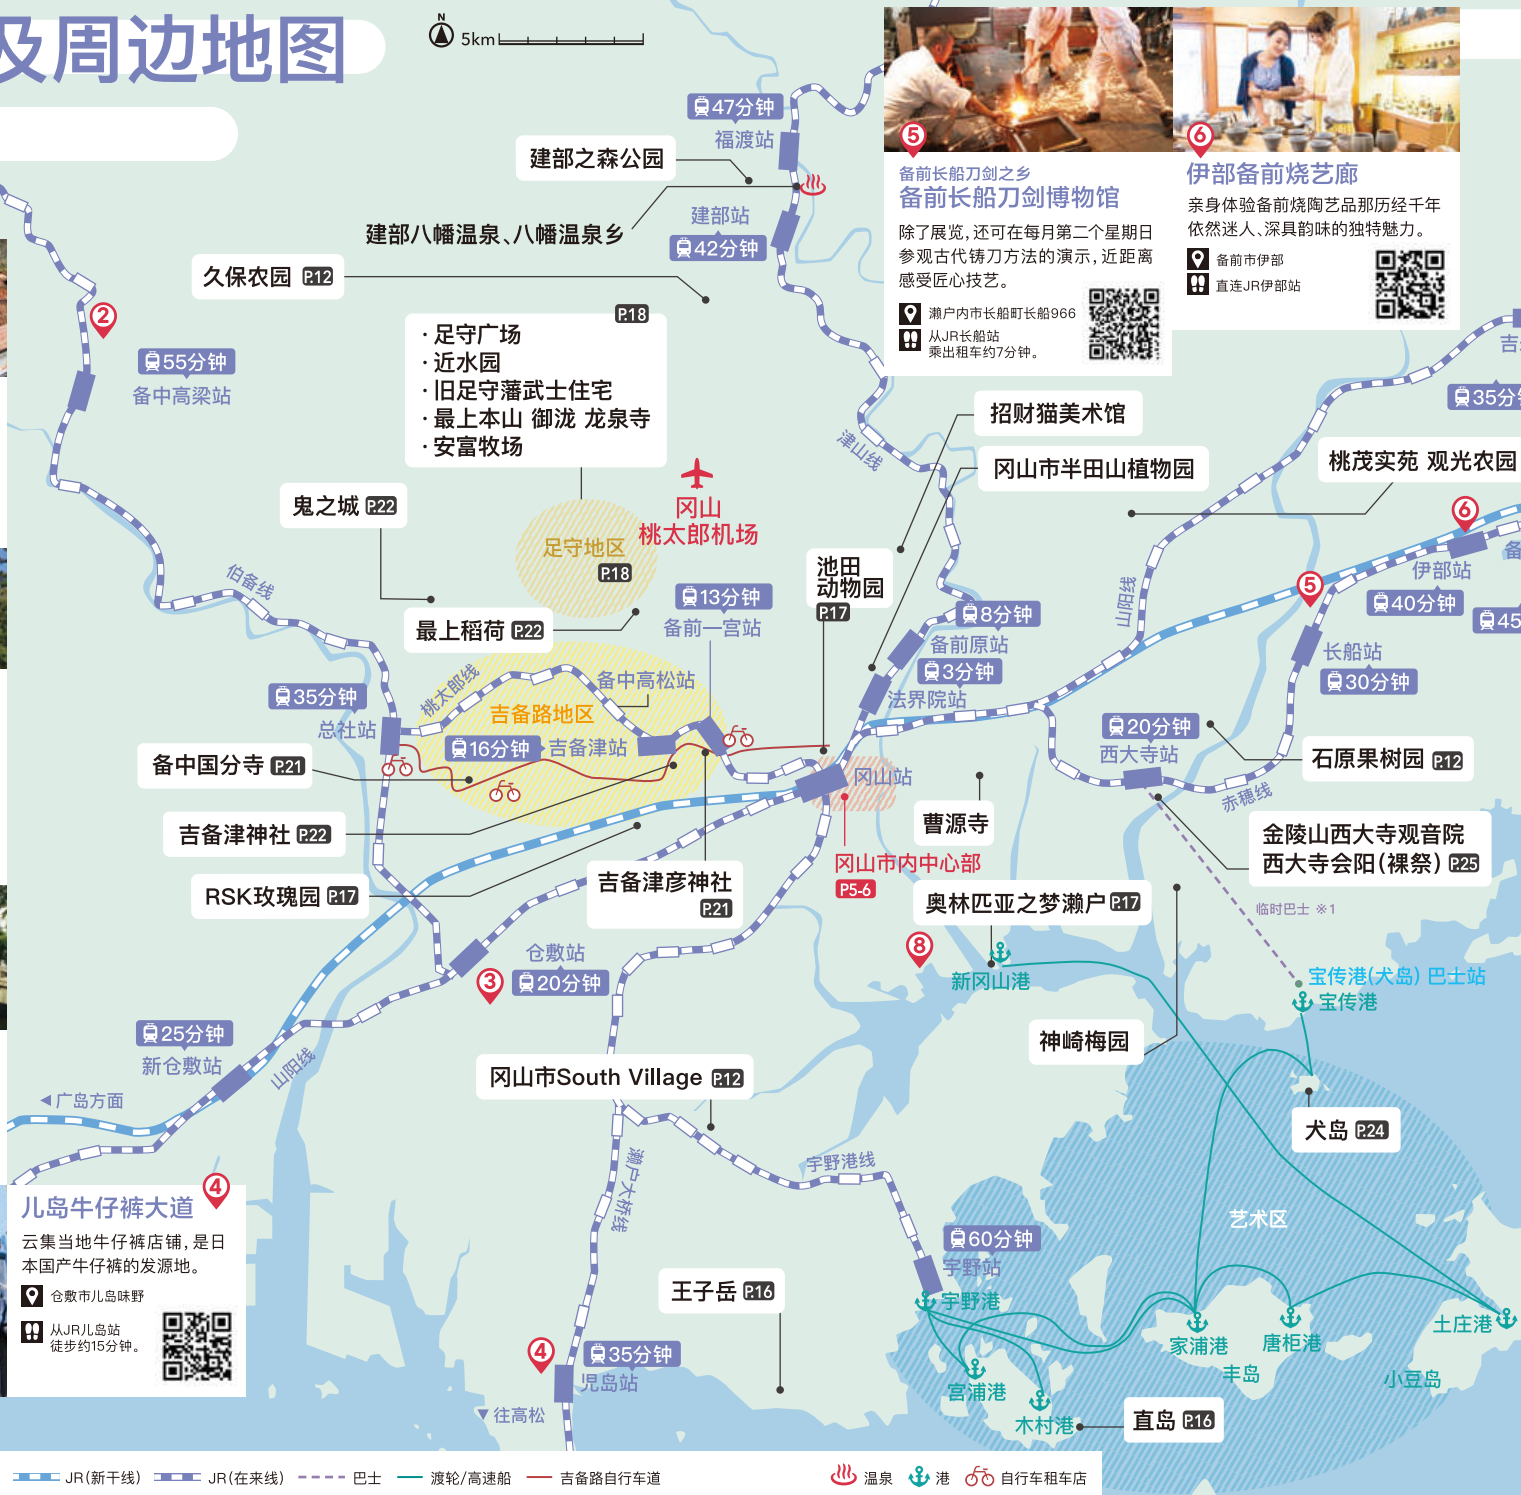 及周边地图
N
5km
47分钟
福渡站
建部之森公园
建部站
42分钟
建部八幡温泉、八幡温泉乡
久保农园 P.12
2
55分钟
备中高梁站
P.18
·足守广场
·近水园
·旧足守藩武士住宅
·最上本山 御泷 龙泉寺
·安富牧场
5
备前长船刀剑之乡
备前长船刀剑博物馆
除了展览，还可在每月第二个星期日
参观古代铸刀方法的演示，近距离
感受匠心技艺。
濑户内市长船町长船966
从JR长船站
乘出租车约7分钟。
6
伊部备前烧艺廊
亲身体验备前烧陶艺品那历经千年
依然迷人、深具韵味的独特魅力。
备前市伊部
直连JR伊部站
津山线
招财猫美术馆
冈山市半田山植物园
桃茂实苑 观光农园
鬼之城 P.22
冈山
桃太郎机场
足守地区
P.18
池田
动物园
P.17
伯备线
最上稻荷 P.22
13分钟
备前一宫站
8分钟
备前原站
3分钟
法界院站
山阳线
6
5
伊部站
40分钟
长船站
30分钟
35分钟
总社站
桃太郎线
备中高松站
吉备路地区
16分钟
吉备津站
20分钟
西大寺站
石原果树园 P.12
备中国分寺 P.21
冈山站
赤穗线
吉备津神社 P.22
曹源寺
金陵山西大寺观音院
西大寺会阳（裸祭） P.25
冈山市内中心部
P5-6
RSK玫瑰园 P.17
吉备津彦神社
P.21
奥林匹亚之梦濑户 P.17
临时巴士 ※1
3
仓敷站
20分钟
8
新冈山港
宝传港(犬岛) 巴士站
宝传港
25分钟
新仓敷站
山阳线
神崎梅园
广岛方面
冈山市South Village P.12
犬岛 P.24
4
儿岛牛仔裤大道
云集当地牛仔裤店铺，是日
本国产牛仔裤的发源地。
仓敷市儿岛味野
从JR儿岛站
徒步约15分钟。
濑户大桥线
宇野港线
艺术区
60分钟
宇野站
宇野港
王子岳 P.16
4
35分钟
児岛站
往高松
家浦港
唐柜港
丰岛
土庄港
小豆岛
宫浦港
木村港
直岛 P.16
JR（新干线）
JR（在来线）
巴士
渡轮/高速船
吉备路自行车道
温泉
港
自行车租车店